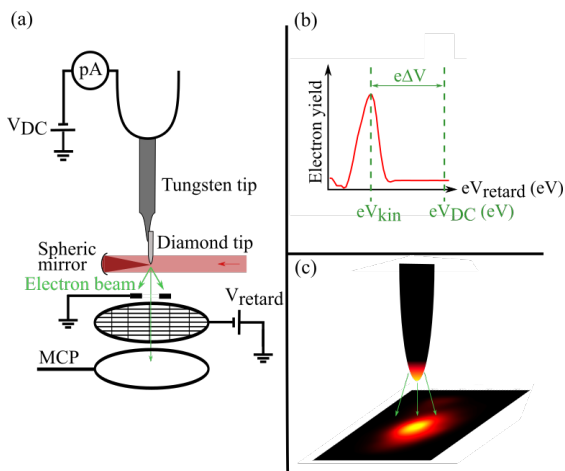 (a)
pA
V_DC
Tungsten tip
Diamond tip
Spheric
mirror
Electron beam
V_retard
MCP
(b)
Electron yield
eΔV
eV_retard (eV)
eV_kin
eV_DC (eV)
(c)